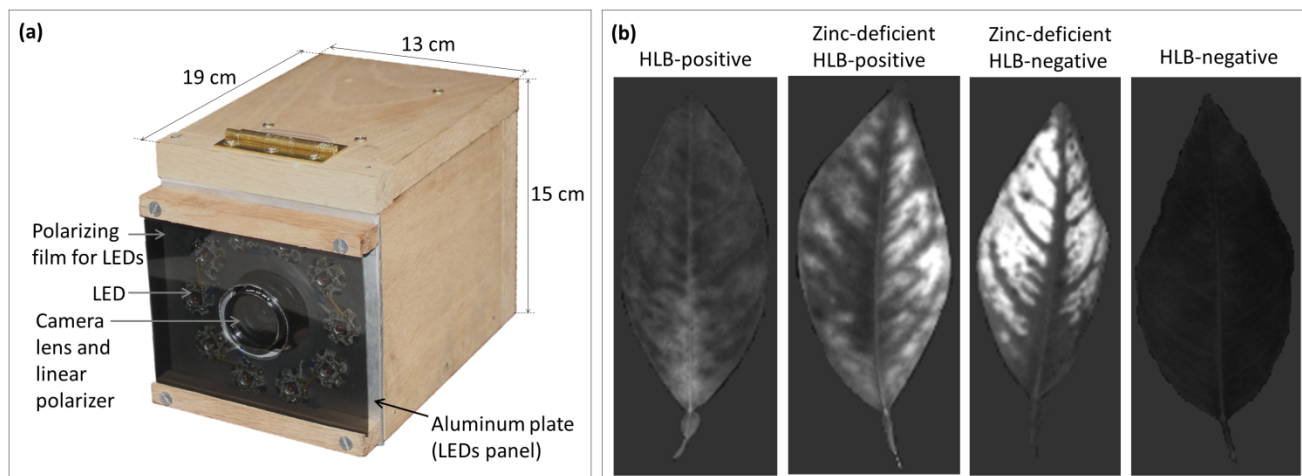 (a)
13 cm
19 cm
15 cm
Polarizing
film for LEDs
LED
Camera
lens and
linear
polarizer
Aluminum plate
(LEDs panel)
(b)
HLB-positive
Zinc-deficient
HLB-positive
Zinc-deficient
HLB-negative
HLB-negative